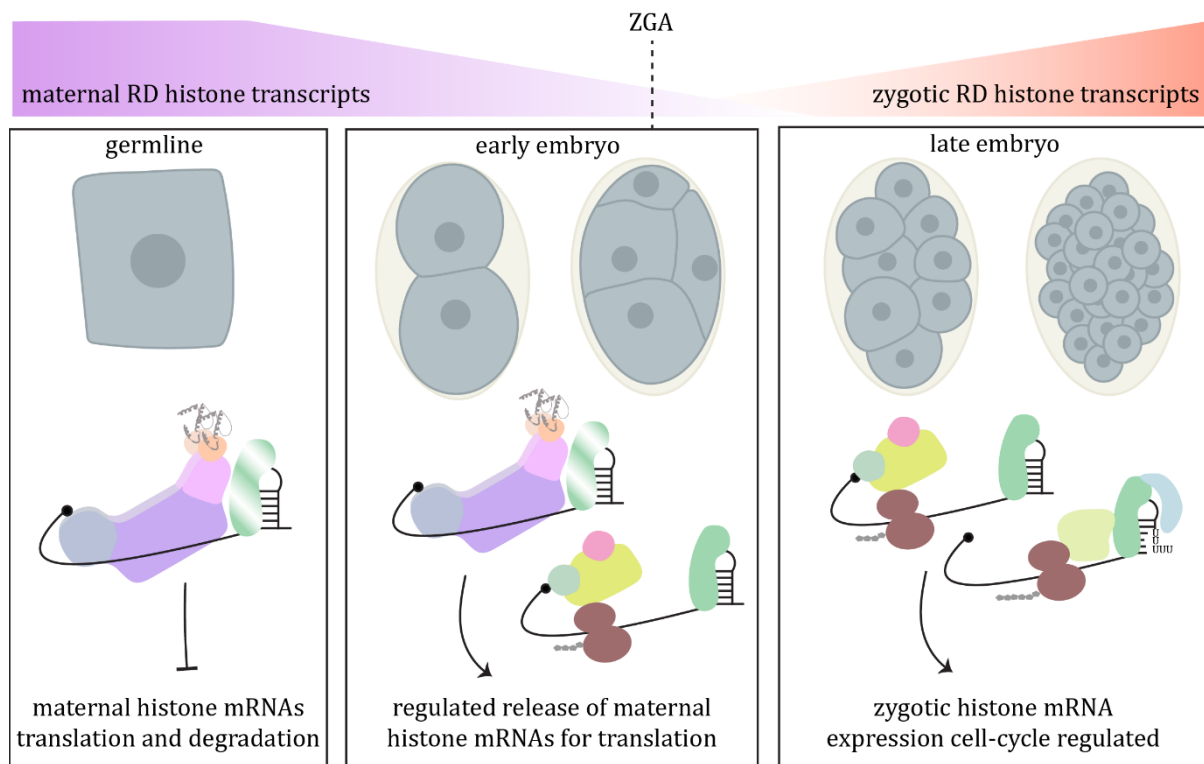 ZGA
maternal RD histone transcripts
zygotic RD histone transcripts
germline
early embryo
late embryo
U
U
UUU
maternal histone mRNAs
translation and degradation
regulated release of maternal
histone mRNAs for translation
zygotic histone mRNA
expression cell-cycle regulated